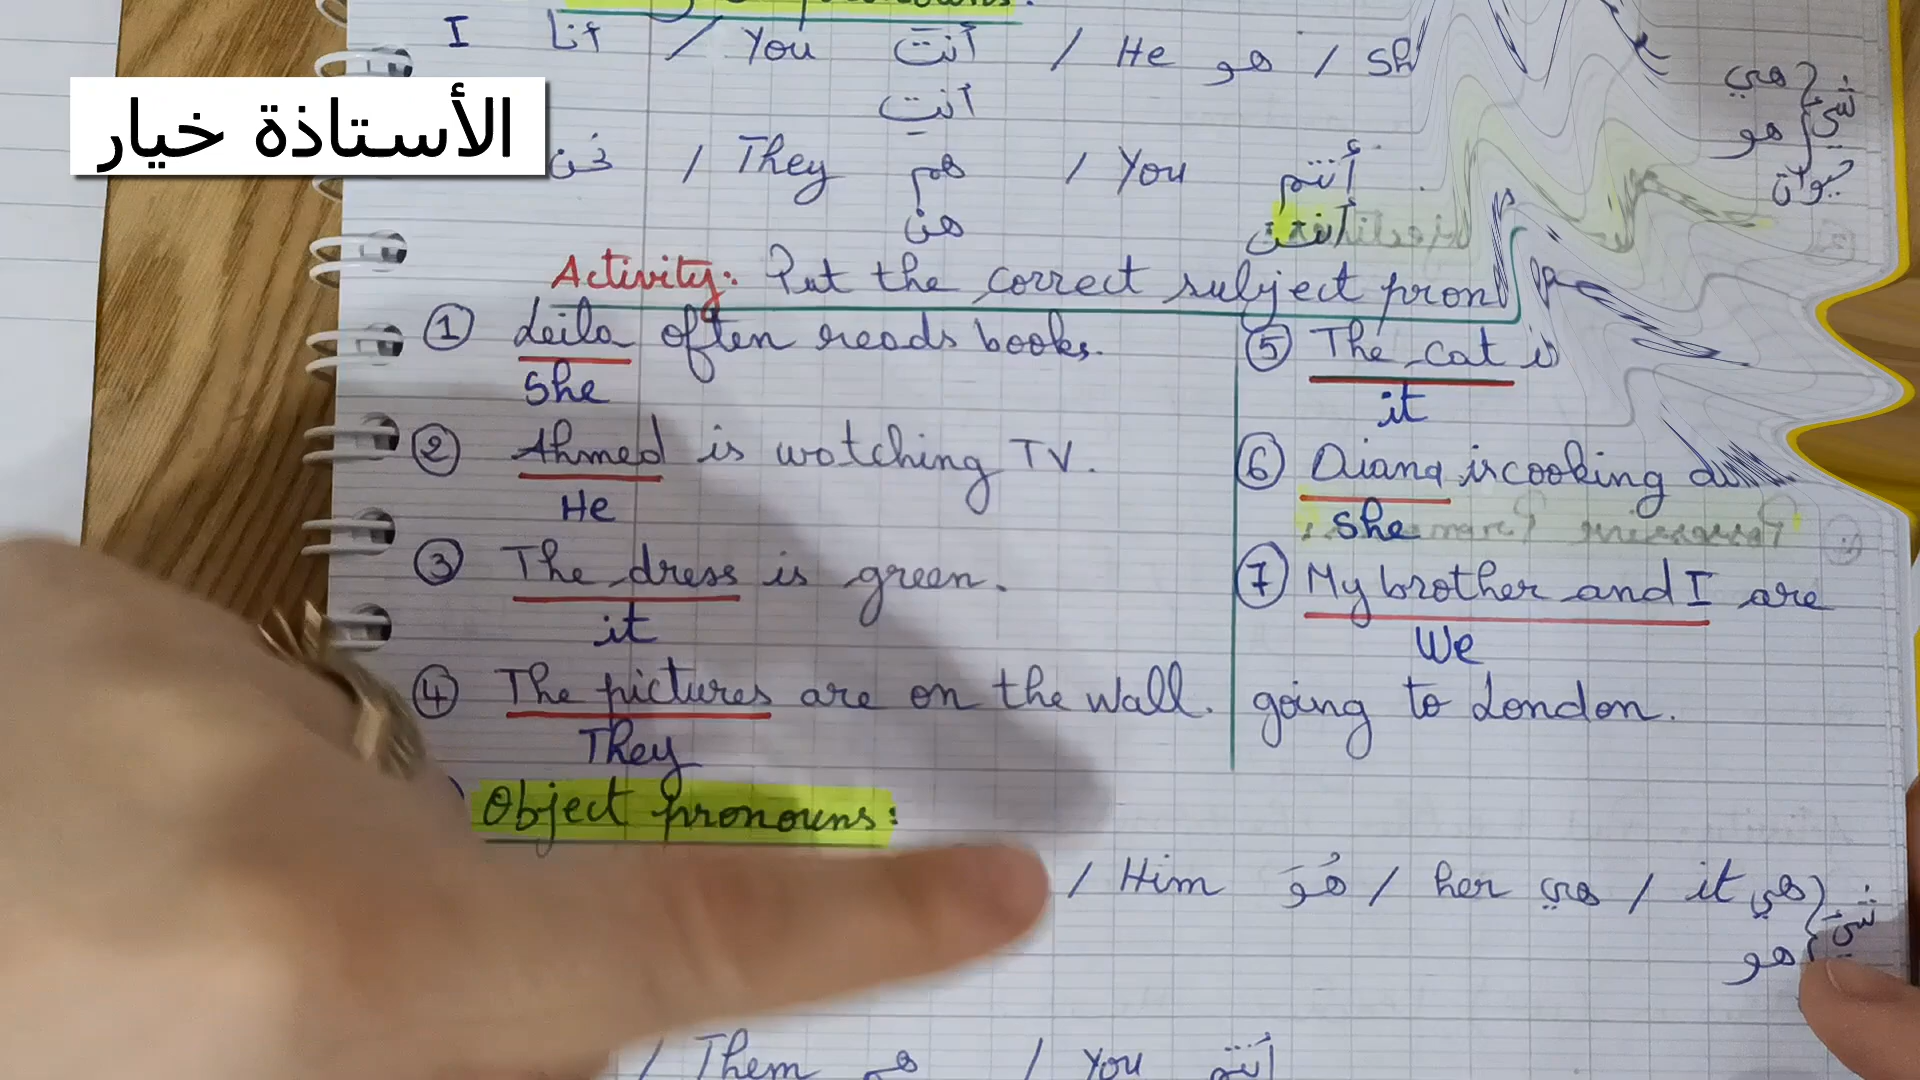 I أنا / You أنتَ / He هو / Sh
أنتِ
هي
هو
شيء
حيوان
الأستاذة خيار
نحن / They هم / You أنتم
هن
أنتن
Activity: Put the correct subject pron
① Leila often reads books.
She
② Ahmed is watching TV.
He
③ The dress is green.
it
④ The pictures are on the wall.
They
⑤ The cat is
it
⑥ Diana is cooking
she
⑦ My brother and I are
We
going to London.
Object pronouns:
/ Him هُوَ / her هي / it هي
هو
شيء
/ Them هم / You أنتم